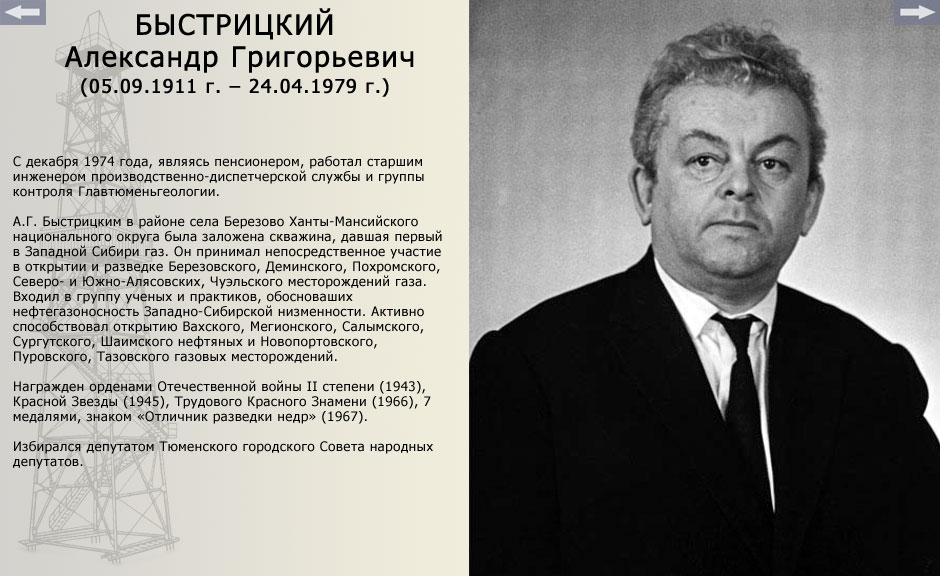 БЫСТРИЦКИЙ
Александр Григорьевич
(05.09.1911 г. – 24.04.1979 г.)
С декабря 1974 года, являясь пенсионером, работал старшим
инженером производственно-диспетчерской службы и группы
контроля Главтюменьгеологии.
А.Г. Быстрицким в районе села Березово Ханты-Мансийского
национального округа была заложена скважина, давшая первый
в Западной Сибири газ. Он принимал непосредственное участие
в открытии и разведке Березовского, Деминского, Похромского,
Северо- и Южно-Алясовских, Чуэльского месторождений газа.
Входил в группу ученых и практиков, обосноваших
нефтегазоносность Западно-Сибирской низменности. Активно
способствовал открытию Вахского, Мегионского, Салымского,
Сургутского, Шаимского нефтяных и Новопортовского,
Пуровского, Тазовского газовых месторождений.
Награжден орденами Отечественной войны II степени (1943),
Красной Звезды (1945), Трудового Красного Знамени (1966), 7
медалями, знаком «Отличник разведки недр» (1967).
Избирался депутатом Тюменского городского Совета народных
депутатов.